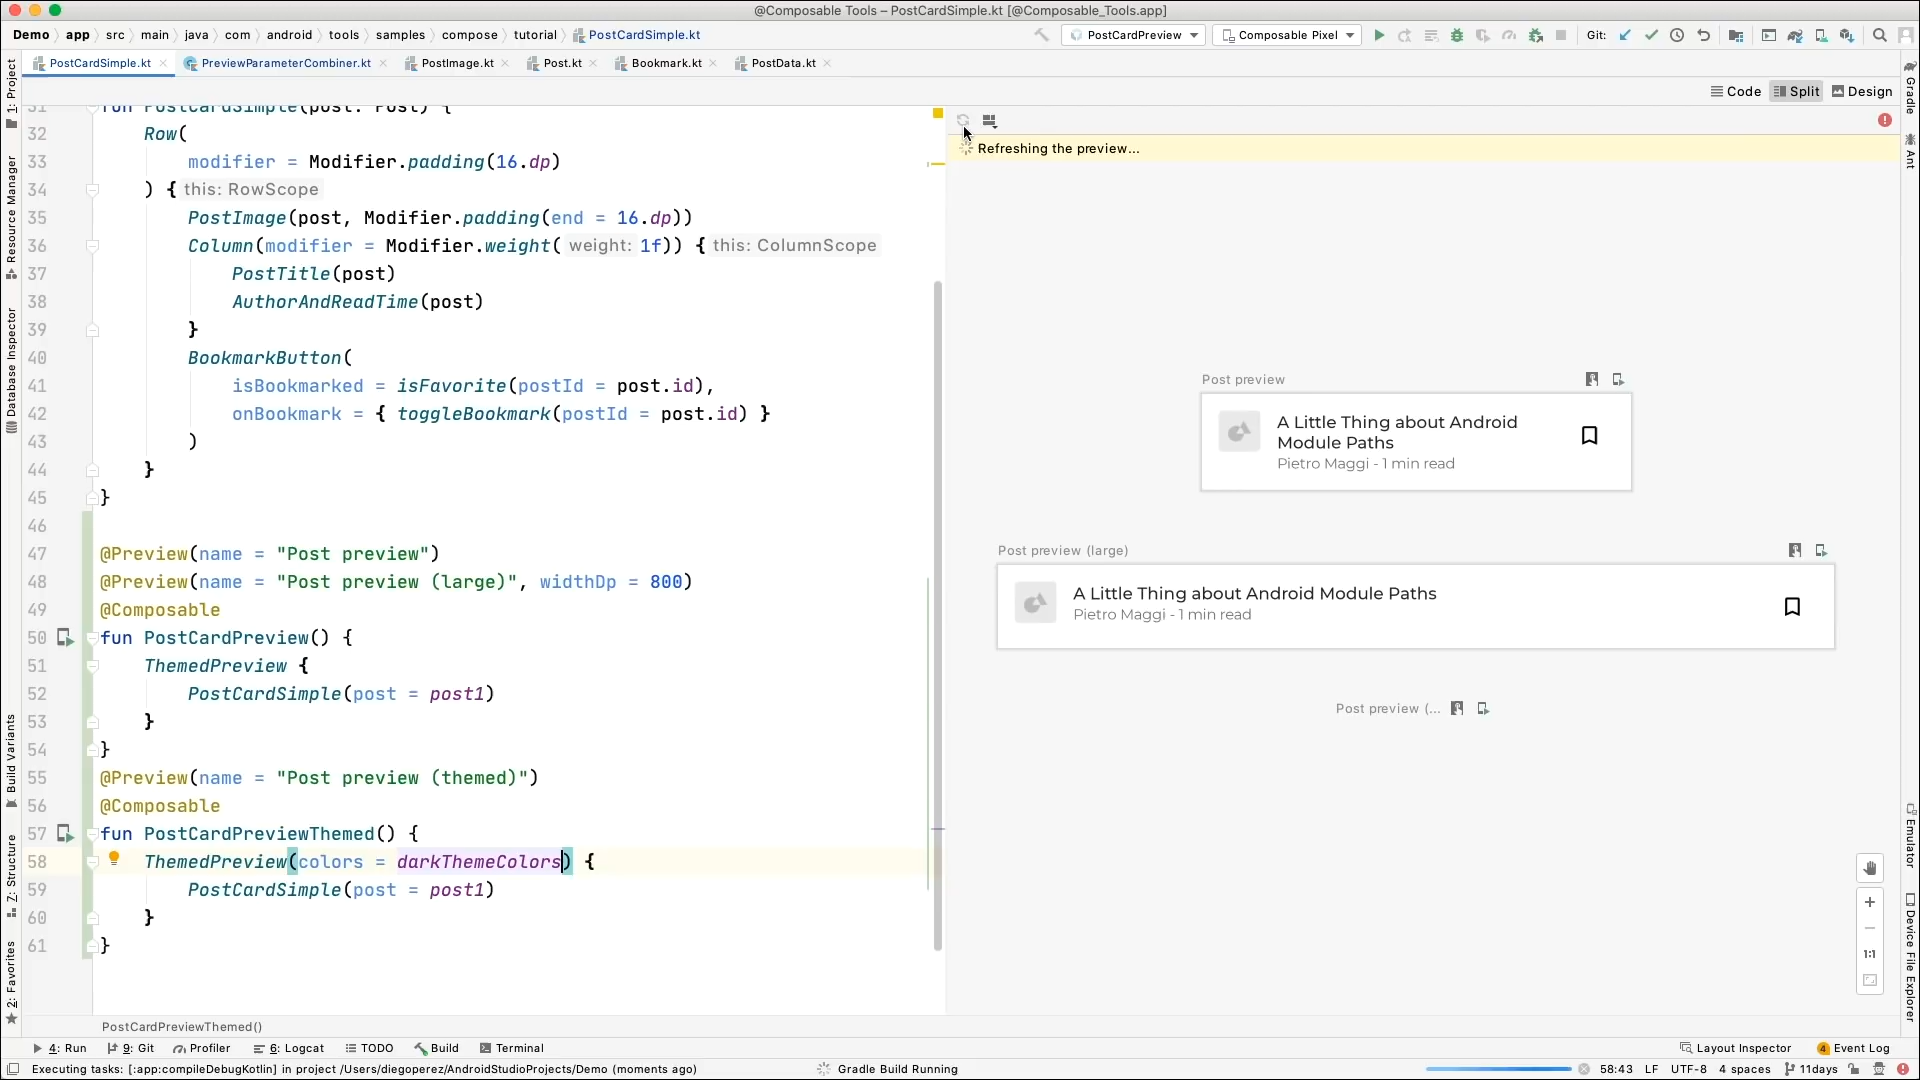 @Composable Tools – PostCardSimple.kt [@Composable_Tools.app]
Demo app src main java com android tools samples compose tutorial PostCardSimple.kt PostCardPreview Composable Pixel Git:
PostCardSimple.kt PreviewParameterCombiner.kt PostImage.kt Post.kt Bookmark.kt PostData.kt
Code Split Design
1: Project
Resource Manager
Database Inspector
Build Variants
Z: Structure
2: Favorites
31 fun PostCardSimple(post: Post) {
32 Row(
33 modifier = Modifier.padding(16.dp)
34 ) { this: RowScope
35 PostImage(post, Modifier.padding(end = 16.dp))
36 Column(modifier = Modifier.weight( weight: 1f)) { this: ColumnScope
37 PostTitle(post)
38 AuthorAndReadTime(post)
39 }
40 BookmarkButton(
41 isBookmarked = isFavorite(postId = post.id),
42 onBookmark = { toggleBookmark(postId = post.id) }
43 )
44 }
45 }
46
47 @Preview(name = "Post preview")
48 @Preview(name = "Post preview (large)", widthDp = 800)
49 @Composable
50 fun PostCardPreview() {
51 ThemedPreview {
52 PostCardSimple(post = post1)
53 }
54 }
55 @Preview(name = "Post preview (themed)")
56 @Composable
57 fun PostCardPreviewThemed() {
58 ThemedPreview(colors = darkThemeColors) {
59 PostCardSimple(post = post1)
60 }
61 }
PostCardPreviewThemed()
Refreshing the preview...
Post preview
A Little Thing about Android
Module Paths
Pietro Maggi - 1 min read
Post preview (large)
A Little Thing about Android Module Paths
Pietro Maggi - 1 min read
Post preview (...
1:1
Gradle
Ant
Emulator
Device File Explorer
4: Run 9: Git Profiler 6: Logcat TODO Build Terminal Layout Inspector 4 Event Log
Executing tasks: [:app:compileDebugKotlin] in project /Users/diegoperez/AndroidStudioProjects/Demo (moments ago) Gradle Build Running 58:43 LF UTF-8 4 spaces 11days